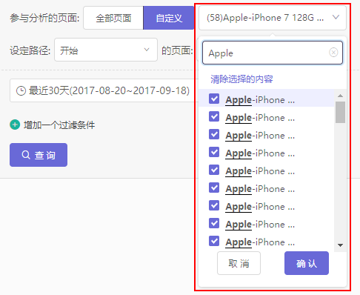 参与分析的页面: 全部页面 自定义 (58)Apple-iPhone 7 128G ...
设定路径: 开始 的页面:
Apple
清除选择的内容
最近30天(2017-08-20~2017-09-18)
Apple-iPhone ...
增加一个过滤条件
Apple-iPhone ...
Apple-iPhone ...
查询
Apple-iPhone ...
Apple-iPhone ...
Apple-iPhone ...
Apple-iPhone ...
Apple-iPhone ...
Apple-iPhone ...
取消 确认